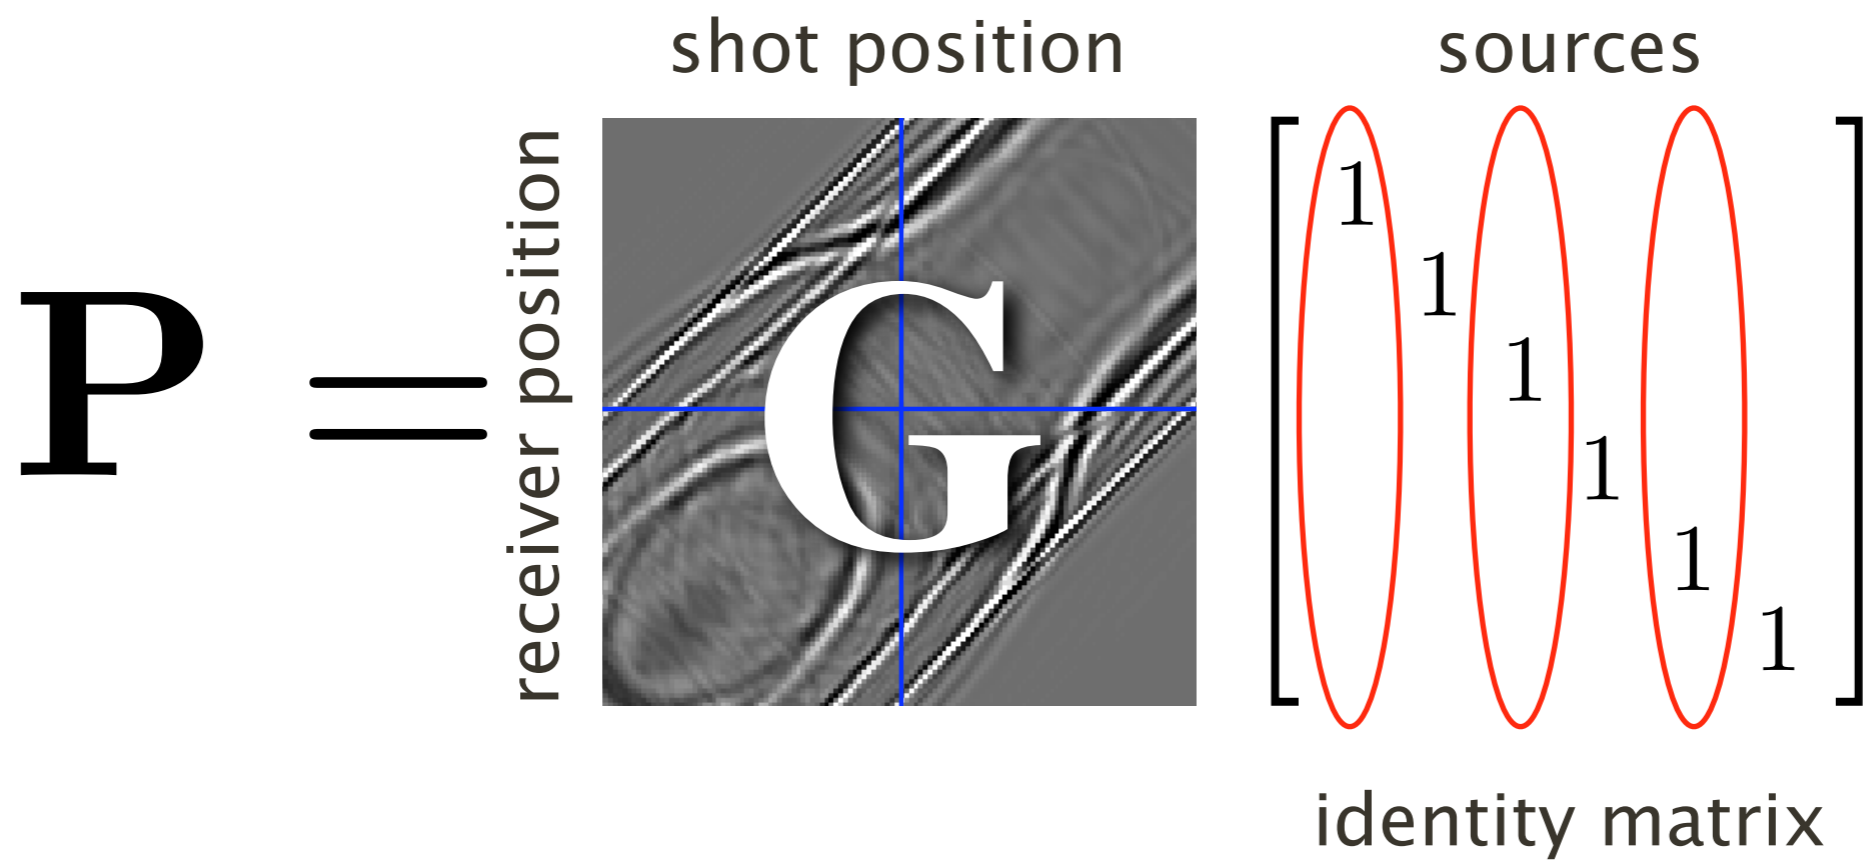 shot position
sources
receiver position
P =
G
1
1
1
1
1
1
identity matrix